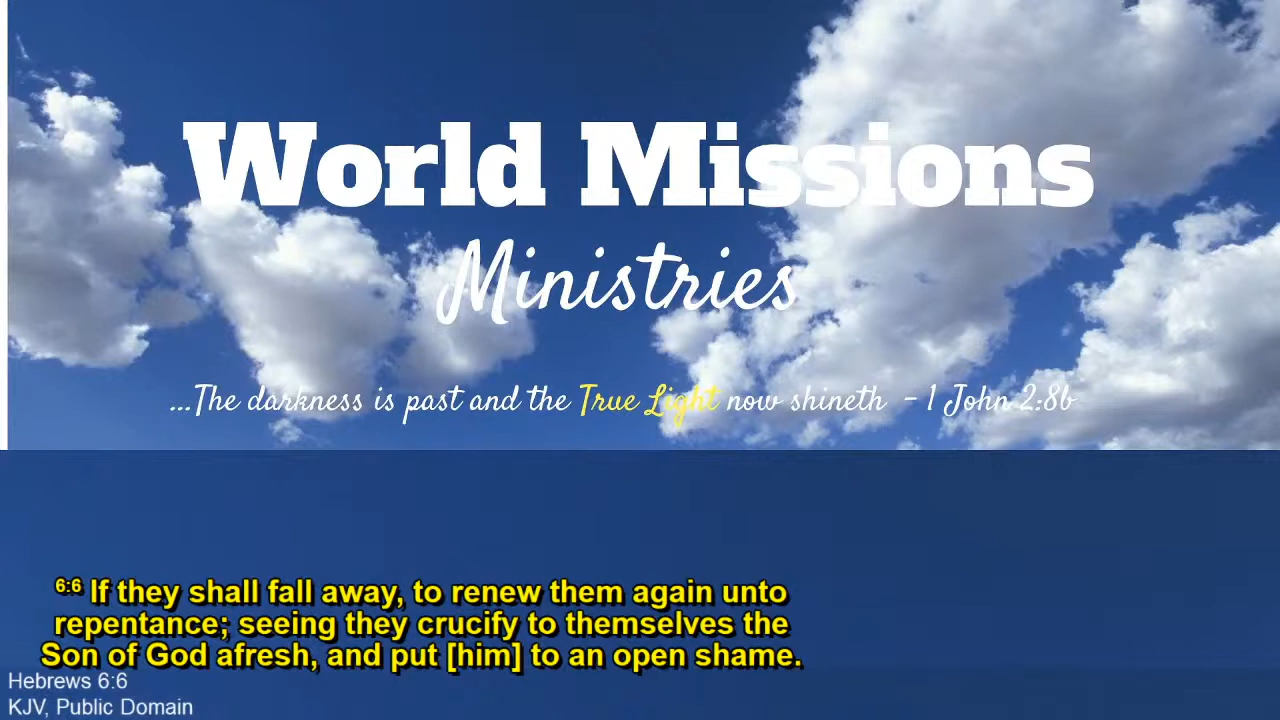 World Missions
Ministries
...The darkness is past and the True Light now shineth - 1 John 2:8b
6:6 If they shall fall away, to renew them again unto
repentance; seeing they crucify to themselves the
Son of God afresh, and put [him] to an open shame.
Hebrews 6:6
KJV, Public Domain